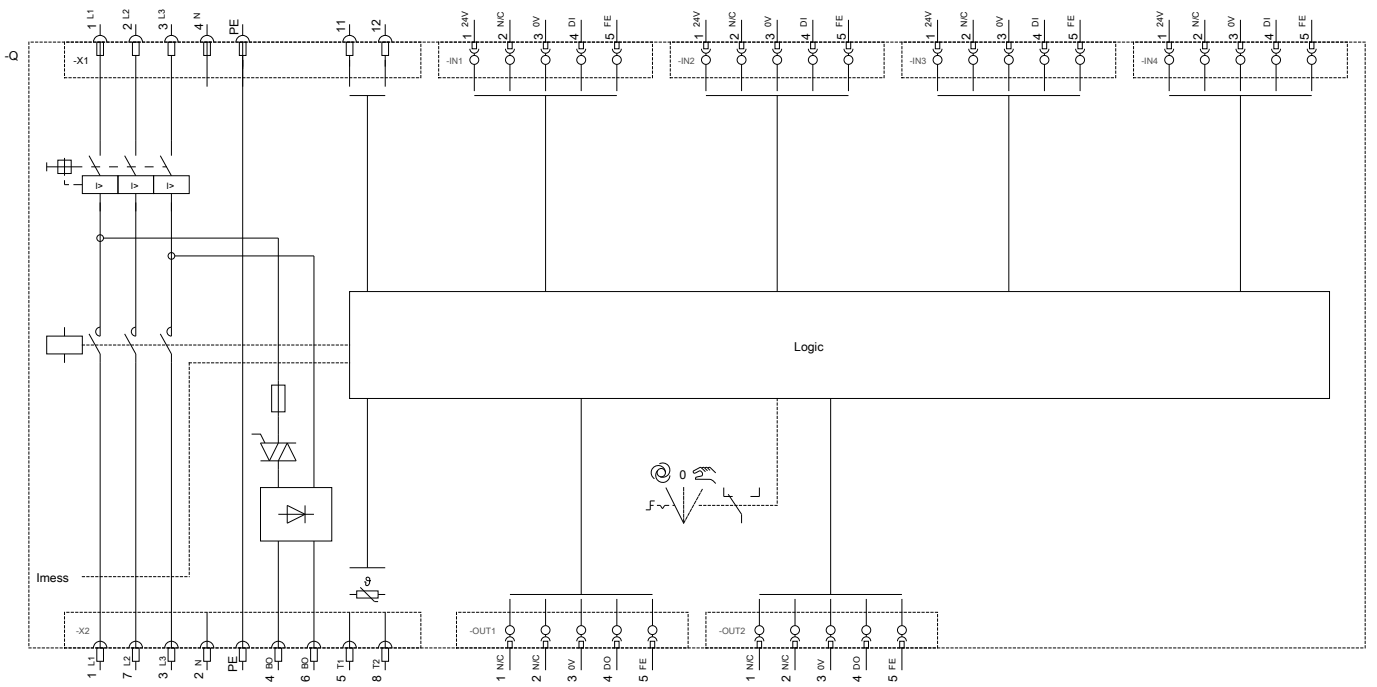 1 L1
2 L2
3 L3
4 N
PE
11
12
1 24V
2 N/C
3 0V
4 DI
5 FE
1 24V
2 N/C
3 0V
4 DI
5 FE
1 24V
2 N/C
3 0V
4 DI
5 FE
1 24V
2 N/C
3 0V
4 DI
5 FE
-Q
-X1
-IN1
-IN2
-IN3
-IN4
I>
I>
I>
Logic
0
Imess
ϑ
-X2
-OUT1
-OUT2
1 L1
7 L2
3 L3
2 N
PE
4 BO
6 BO
5 T1
8 T2
1 N/C
2 N/C
3 0V
4 DO
5 FE
1 N/C
2 N/C
3 0V
4 DO
5 FE